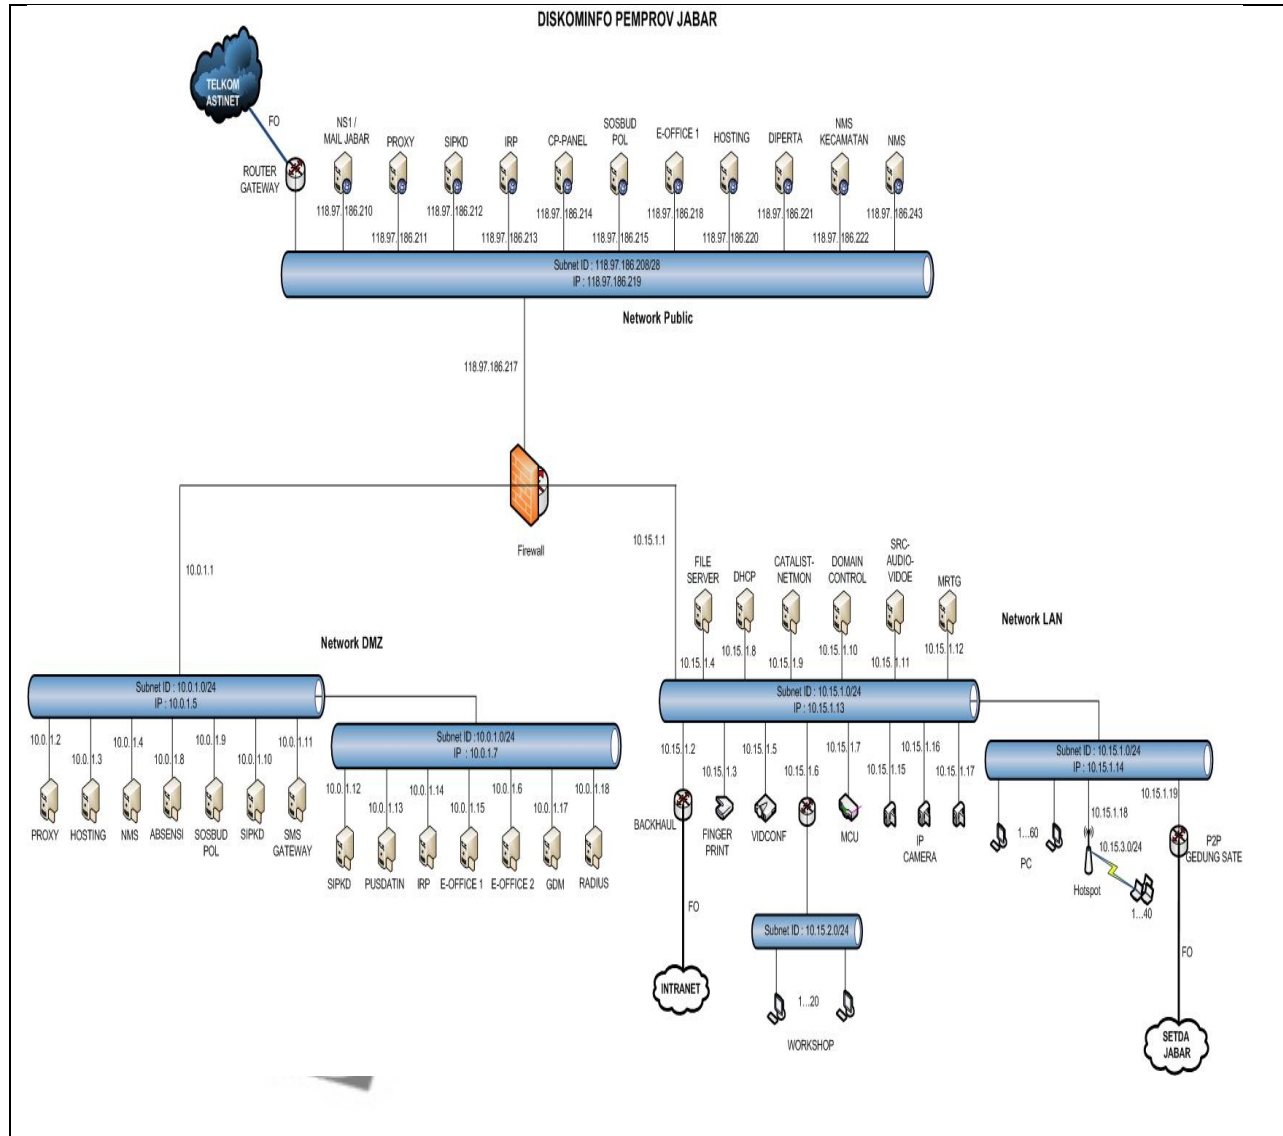 DISKOMINFO PEMPROV JABAR
TELKOM
ASTINET
FO
ROUTER
GATEWAY
NS1 /
MAIL JABAR
PROXY
SIPKD
IRP
CP-PANEL
SOSBUD
POL
E-OFFICE 1
HOSTING
DIPERTA
NMS
KECAMATAN
NMS
118.97.186.210
118.97.186.211
118.97.186.212
118.97.186.213
118.97.186.214
118.97.186.215
118.97.186.218
118.97.186.220
118.97.186.221
118.97.186.222
118.97.186.243
Subnet ID : 118.97.186.208/28
IP : 118.97.186.219
Network Public
118.97.186.217
Firewall
10.0.1.1
10.15.1.1
Network DMZ
Subnet ID : 10.0.1.0/24
IP : 10.0.1.5
10.0.1.2
10.0.1.3
10.0.1.4
10.0.1.8
10.0.1.9
10.0.1.10
10.0.1.11
PROXY
HOSTING
NMS
ABSENSI
SOSBUD
POL
SIPKD
SMS
GATEWAY
Subnet ID :10.0.1.0/24
IP : 10.0.1.7
10.0.1.12
10.0.1.13
10.0.1.14
10.0.1.15
10.0.1.6
10.0.1.17
10.0.1.18
SIPKD
PUSDATIN
IRP
E-OFFICE 1
E-OFFICE 2
GDM
RADIUS
FILE
SERVER
DHCP
CATALIST-
NETMON
DOMAIN
CONTROL
SRC-
AUDIO-
VIDOE
MRTG
Network LAN
10.15.1.4
10.15.1.8
10.15.1.9
10.15.1.10
10.15.1.11
10.15.1.12
Subnet ID : 10.15.1.0/24
IP : 10.15.1.13
10.15.1.2
10.15.1.3
10.15.1.5
10.15.1.6
10.15.1.7
10.15.1.15
10.15.1.16
10.15.1.17
BACKHAUL
FINGER
PRINT
VIDCONF
MCU
IP
CAMERA
FO
INTRANET
Subnet ID : 10.15.2.0/24
1...20
WORKSHOP
Subnet ID : 10.15.1.0/24
IP : 10.15.1.14
1...60
PC
10.15.1.18
10.15.3.0/24
Hotspot
1...40
10.15.1.19
P2P
GEDUNG SATE
FO
SETDA
JABAR